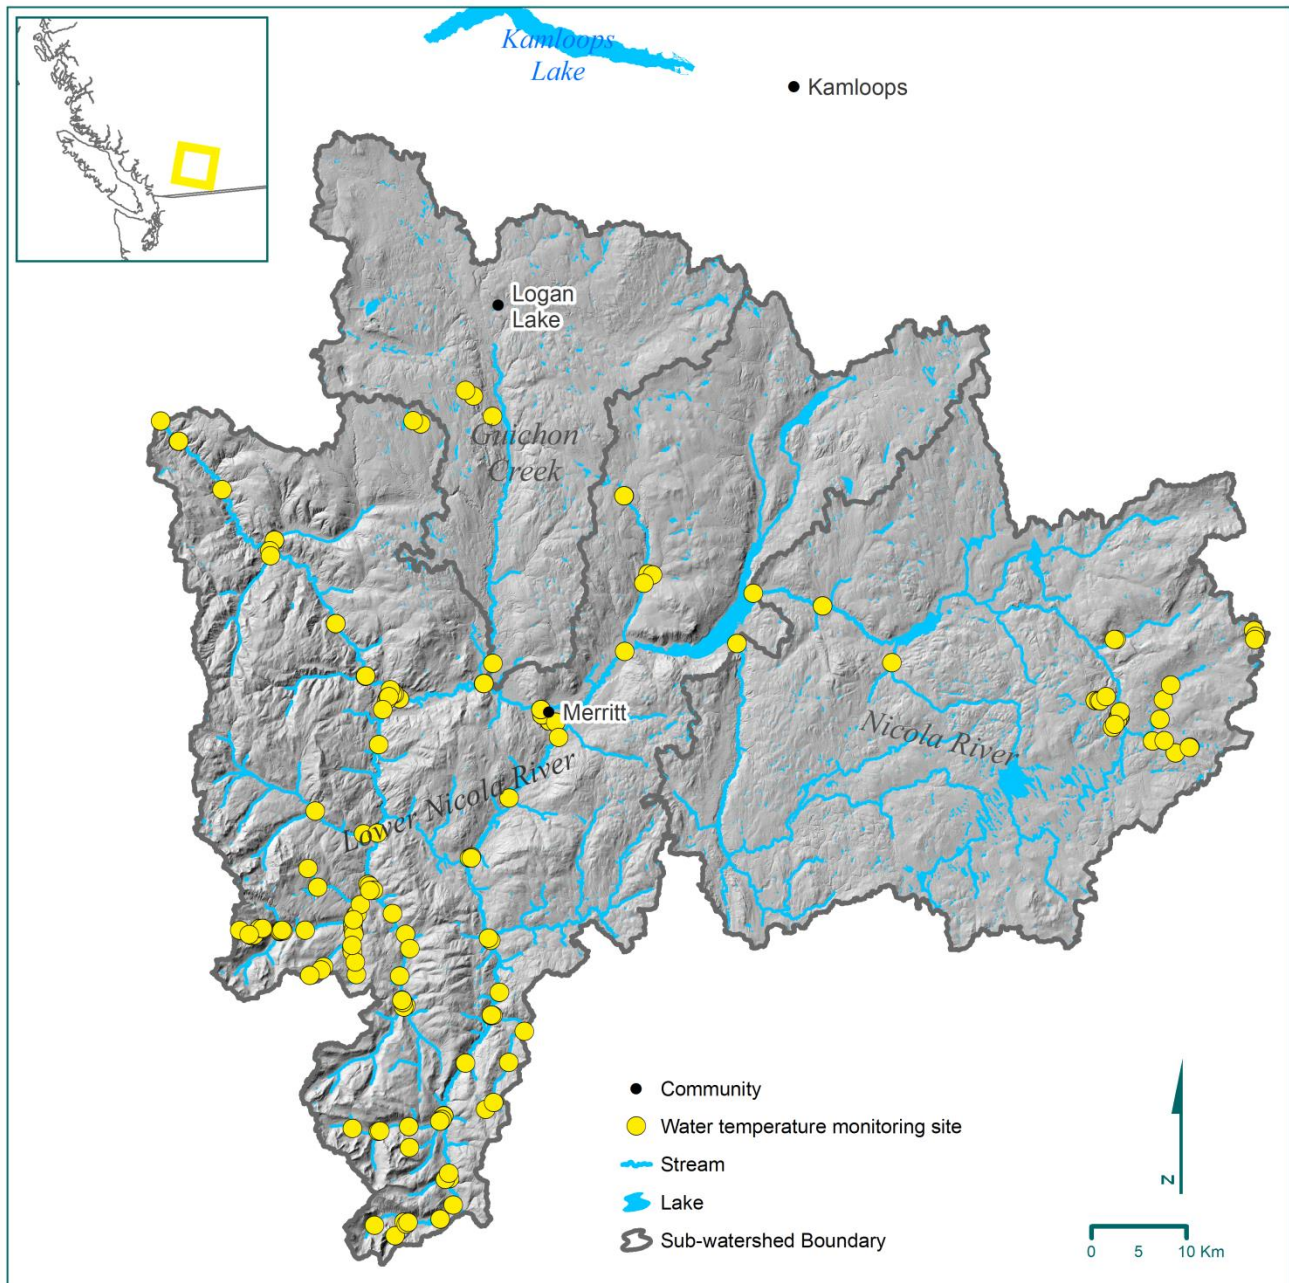 Kamloops
Lake
Kamloops
Logan
Lake
Guichon
Creek
Merritt
Nicola River
Lower Nicola River
Community
Water temperature monitoring site
Stream
Lake
Sub-watershed Boundary
N
0 5 10 Km